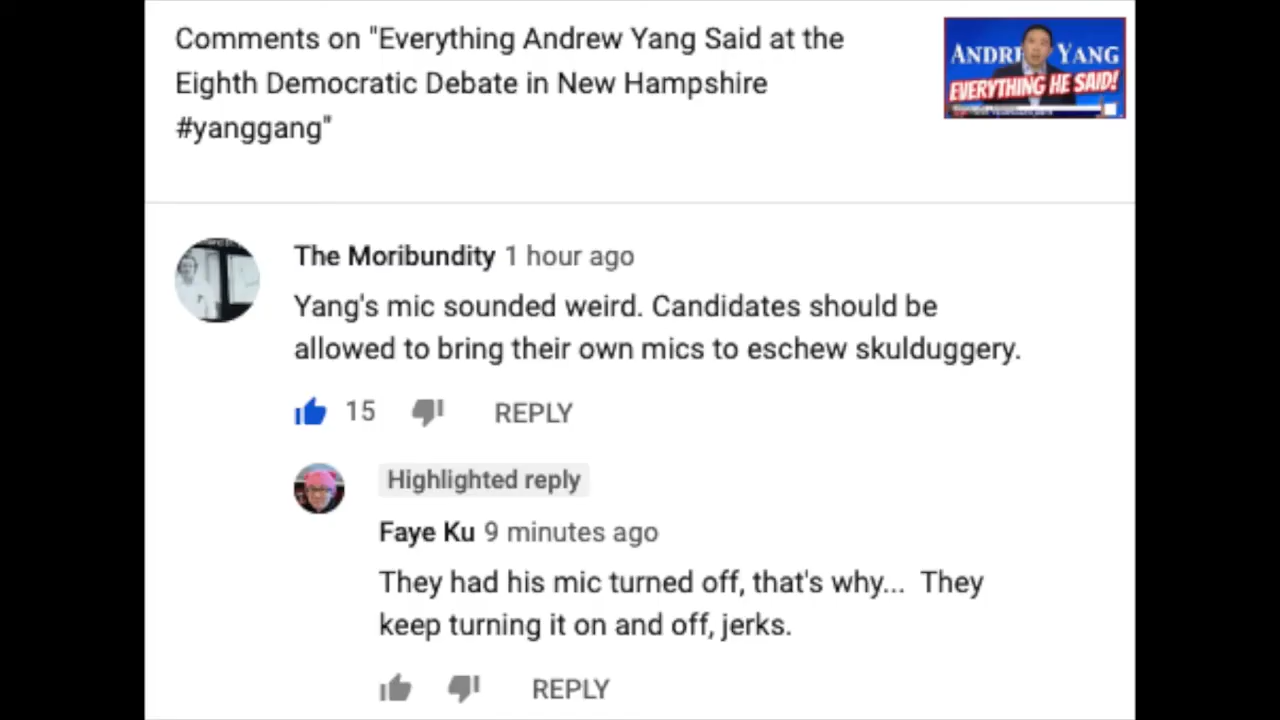 Comments on "Everything Andrew Yang Said at the
Eighth Democratic Debate in New Hampshire
#yanggang"
ANDREW YANG
EVERYTHING HE SAID!
The Moribundity 1 hour ago
Yang's mic sounded weird. Candidates should be
allowed to bring their own mics to eschew skulduggery.
15 REPLY
Highlighted reply
Faye Ku 9 minutes ago
They had his mic turned off, that's why... They
keep turning it on and off, jerks.
REPLY